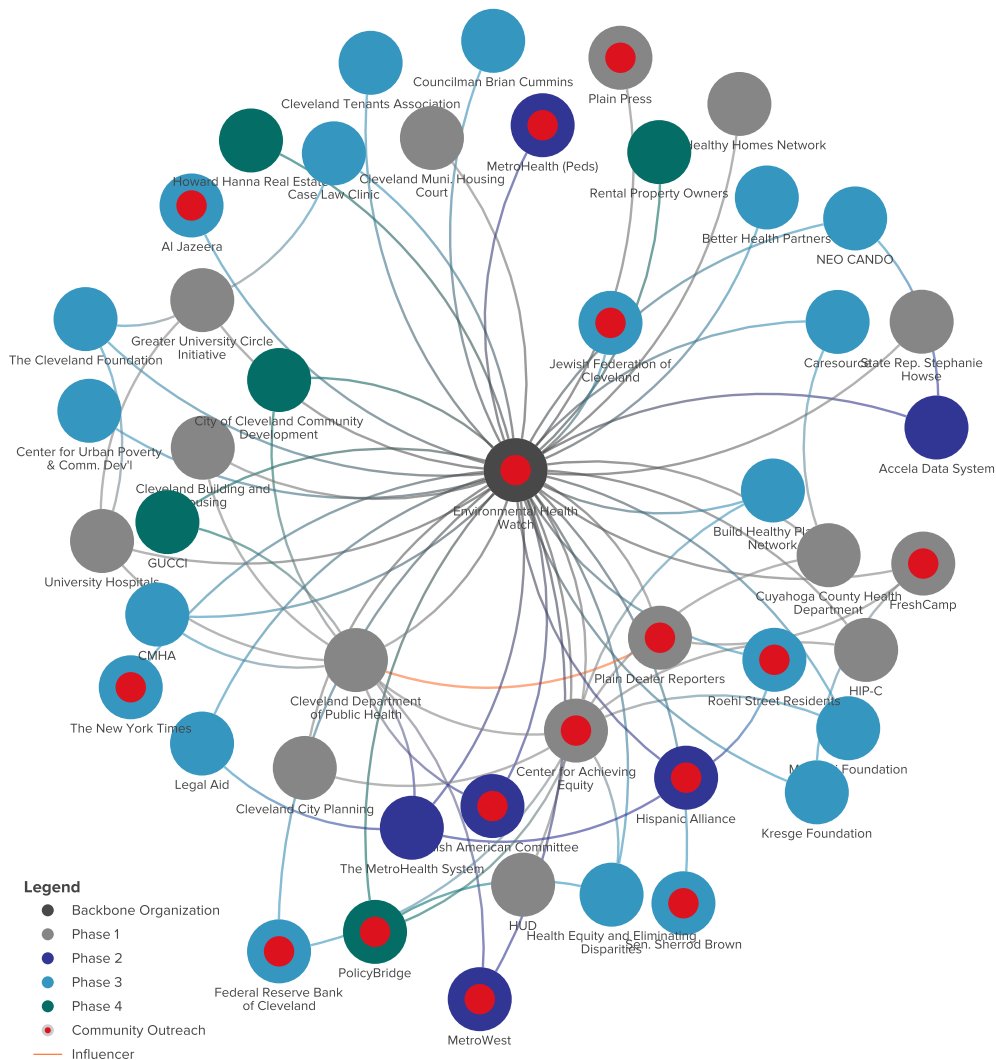 Councilman Brian Cummins
Cleveland Tenants Association
Plain Press
Healthy Homes Network
MetroHealth (Peds)
Howard Hanna Real Estate
Case Law Clinic
Cleveland Muni. Housing
Court
Rental Property Owners
Al Jazeera
Better Health Partners
NEO CANDO
Greater University Circle
Initiative
The Cleveland Foundation
Jewish Federation of
Cleveland
Caresource
State Rep. Stephanie
Howse
City of Cleveland Community
Development
Center for Urban Poverty
& Comm. Dev'l
Accela Data System
Cleveland Building and
Housing
Environmental Health
Watch
Build Healthy
Network
GUCCI
University Hospitals
Cuyahoga County Health
Department
FreshCamp
CMHA
Plain Dealer Reporters
HIP-C
Cleveland Department
of Public Health
Roehl Street Residents
The New York Times
Legal Aid
Center for Achieving
Equity
Foundation
Cleveland City Planning
Hispanic Alliance
Kresge Foundation
American Committee
The MetroHealth System
HUD
Health Equity and Eliminating
Disparities
Sen. Sherrod Brown
PolicyBridge
Federal Reserve Bank
of Cleveland
MetroWest
Legend
Backbone Organization
Phase 1
Phase 2
Phase 3
Phase 4
Community Outreach
Influencer